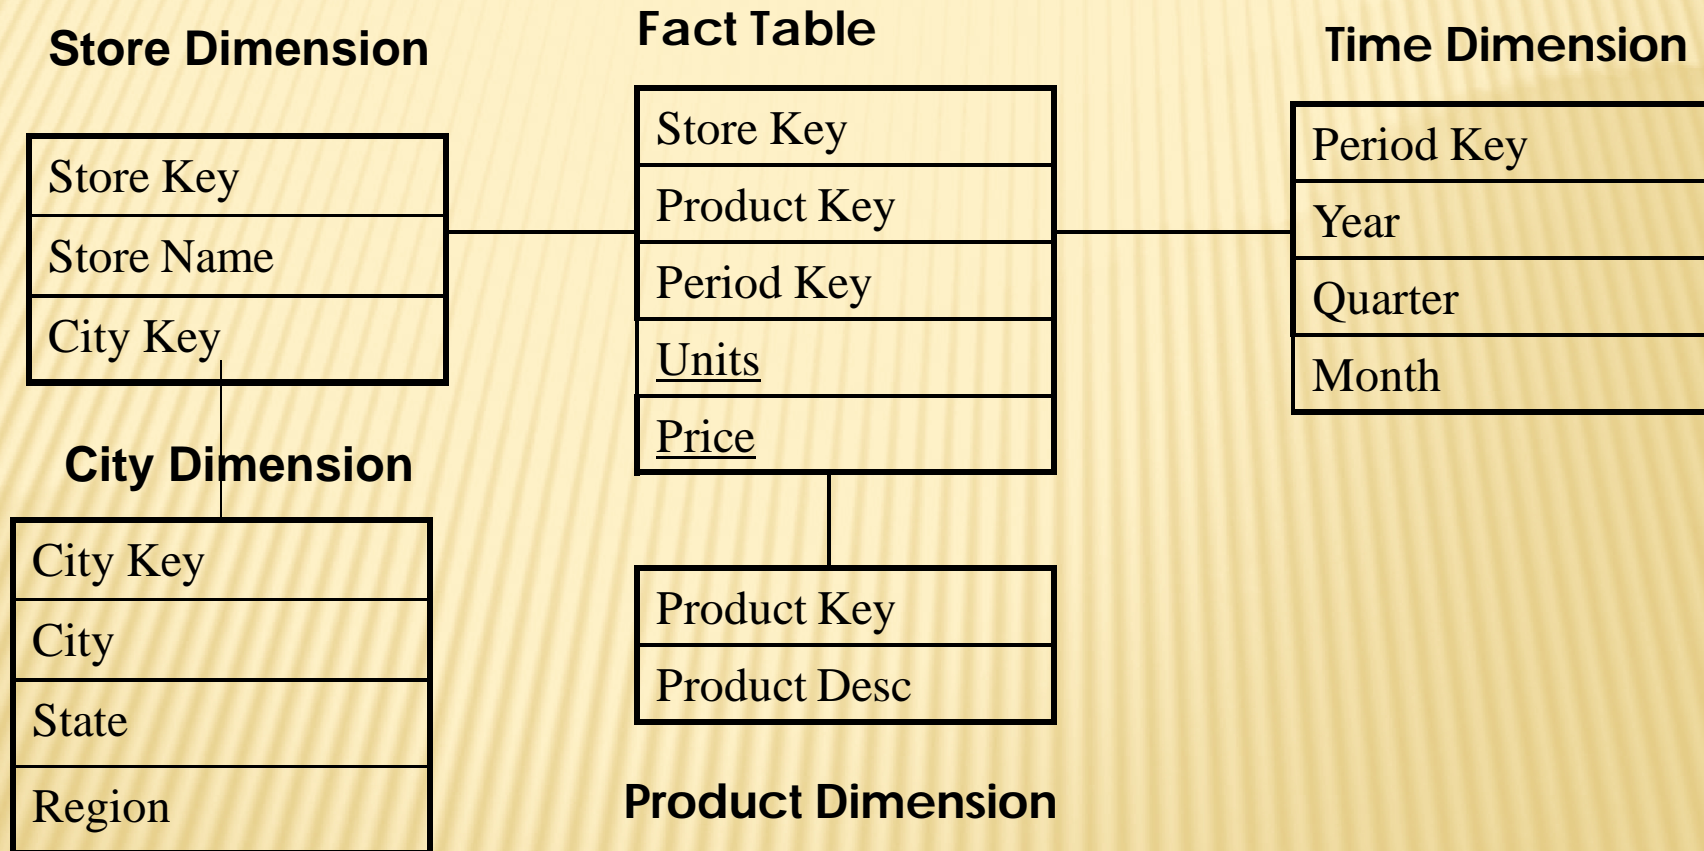 Store Dimension
Store Key
Store Name
City Key
City Dimension
City Key
City
State
Region
Fact Table
Store Key
Product Key
Period Key
Units
Price
Product Key
Product Desc
Product Dimension
Time Dimension
Period Key
Year
Quarter
Month